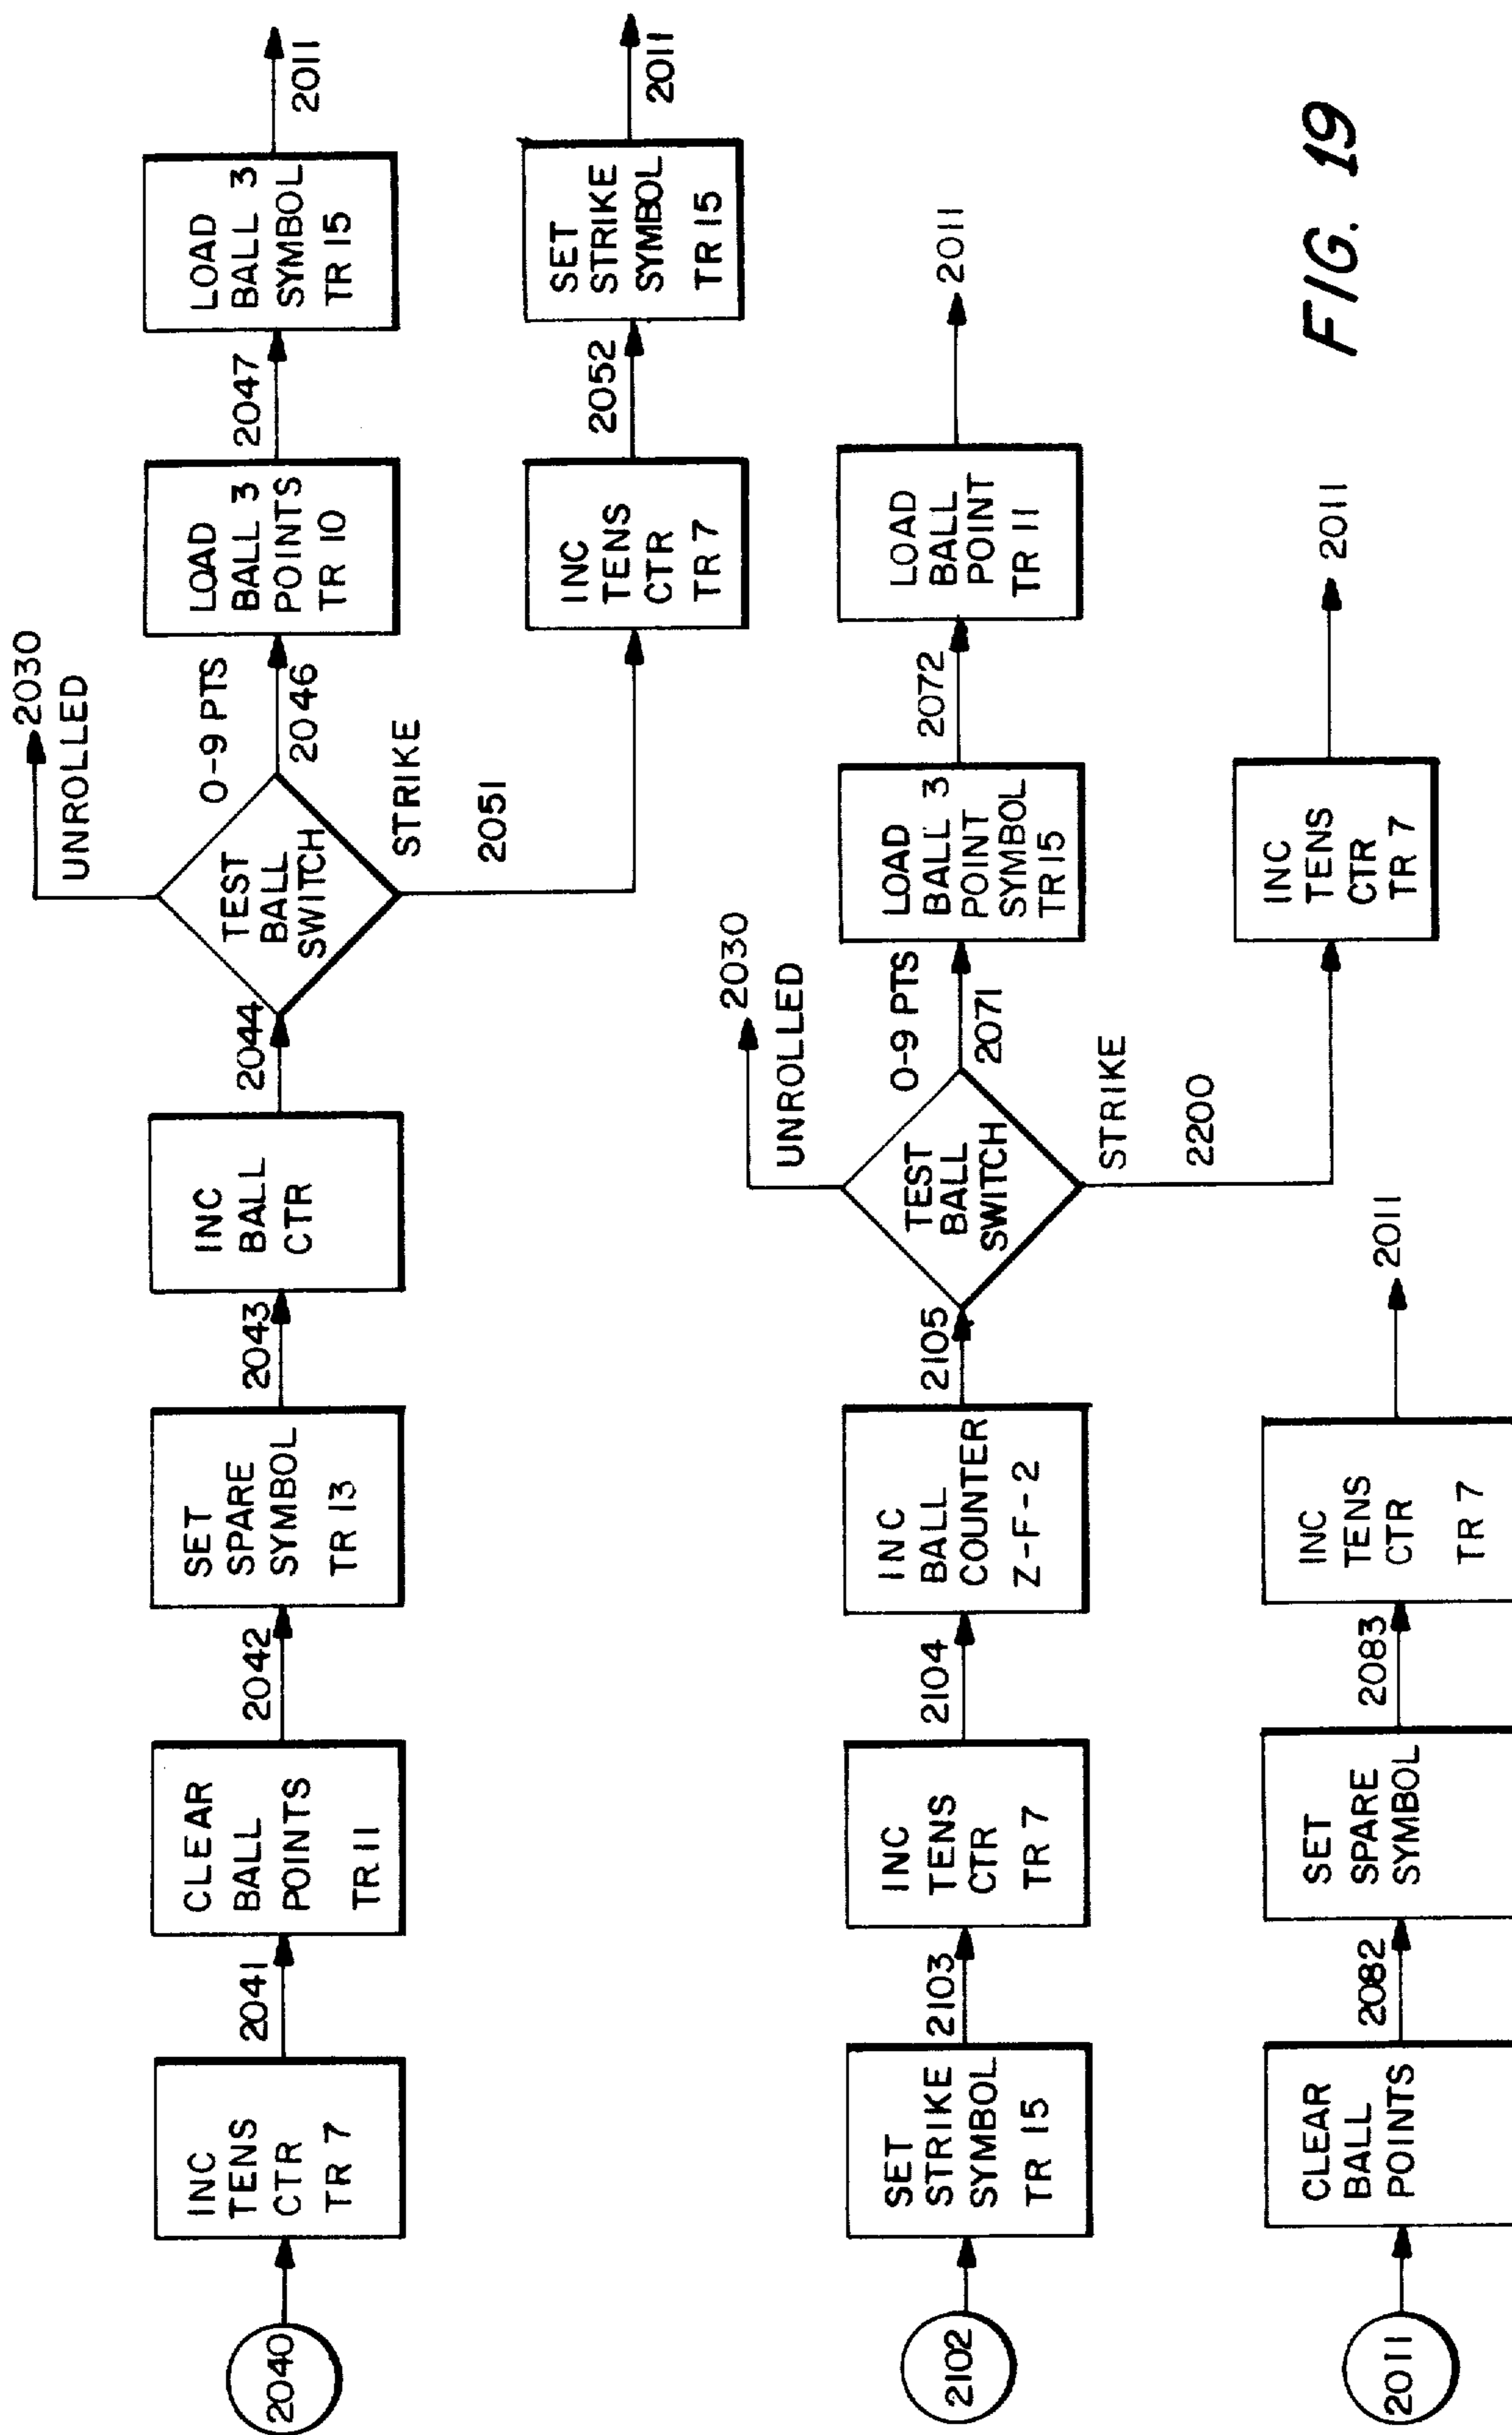 2040
INC
TENS
CTR
TR 7
2041
CLEAR
BALL
POINTS
TR 11
2042
SET
SPARE
SYMBOL
TR 13
2043
INC
BALL
CTR
2044
TEST
BALL
SWITCH
2030
UNROLLED
0-9 PTS
2046
LOAD
BALL 3
POINTS
TR 10
2047
LOAD
BALL 3
SYMBOL
TR 15
2011
STRIKE
2051
INC
TENS
CTR
TR 7
2052
SET
STRIKE
SYMBOL
TR 15
2011
2102
SET
STRIKE
SYMBOL
TR 15
2103
INC
TENS
CTR
TR 7
2104
INC
BALL
COUNTER
Z-F-2
2105
TEST
BALL
SWITCH
2030
UNROLLED
0-9 PTS
2071
LOAD
BALL 3
POINT
SYMBOL
TR 15
2072
LOAD
BALL
POINT
TR 11
2011
STRIKE
2200
INC
TENS
CTR
TR 7
2011
2011
CLEAR
BALL
POINTS
2082
SET
SPARE
SYMBOL
2083
INC
TENS
CTR
TR 7
2011
FIG. 19